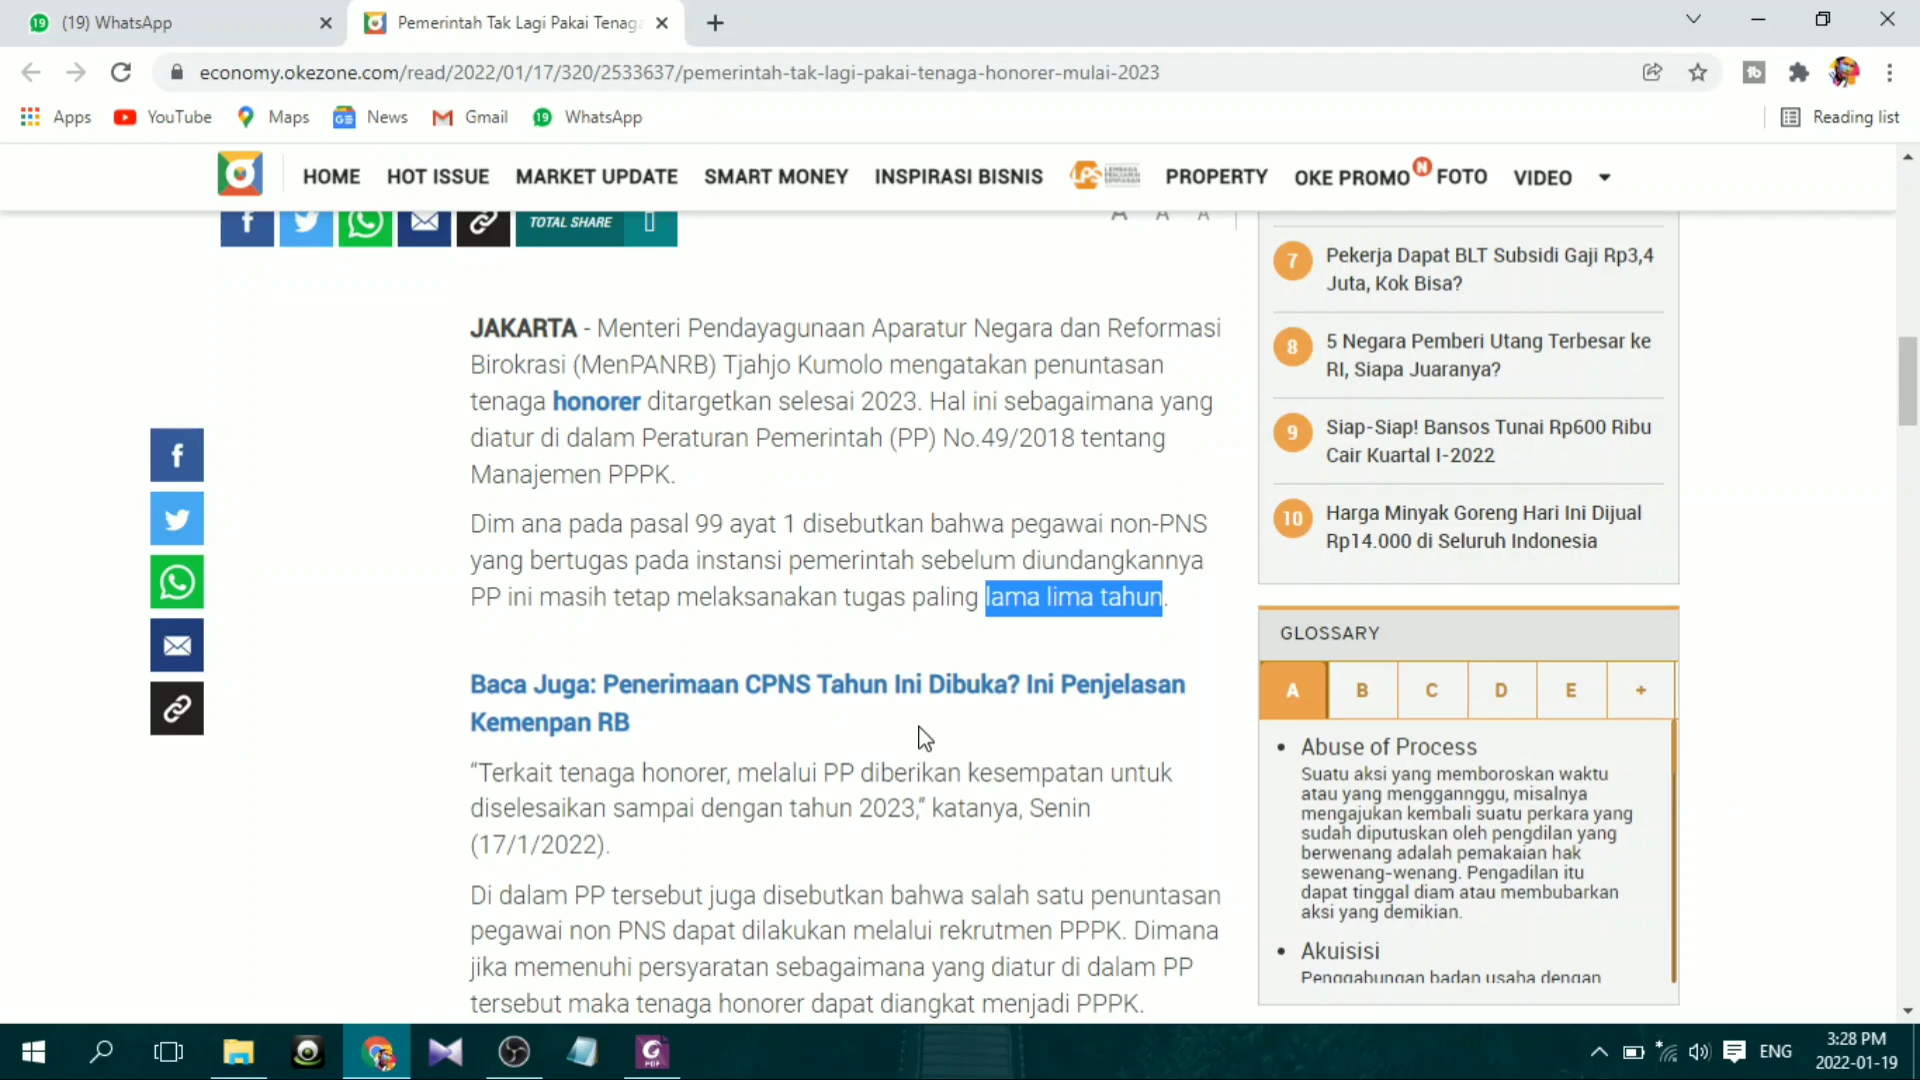 (19) WhatsApp
Pemerintah Tak Lagi Pakai Tenaga
economy.okezone.com/read/2022/01/17/320/2533637/pemerintah-tak-lagi-pakai-tenaga-honorer-mulai-2023
Apps YouTube Maps News Gmail WhatsApp Reading list
HOME HOT ISSUE MARKET UPDATE SMART MONEY INSPIRASI BISNIS LPS PROPERTY OKE PROMO N FOTO VIDEO
TOTAL SHARE
A A A
JAKARTA - Menteri Pendayagunaan Aparatur Negara dan Reformasi
Birokrasi (MenPANRB) Tjahjo Kumolo mengatakan penuntasan
tenaga honorer ditargetkan selesai 2023. Hal ini sebagaimana yang
diatur di dalam Peraturan Pemerintah (PP) No.49/2018 tentang
Manajemen PPPK.
Dim ana pada pasal 99 ayat 1 disebutkan bahwa pegawai non-PNS
yang bertugas pada instansi pemerintah sebelum diundangkannya
PP ini masih tetap melaksanakan tugas paling lama lima tahun.
Baca Juga: Penerimaan CPNS Tahun Ini Dibuka? Ini Penjelasan
Kemenpan RB
“Terkait tenaga honorer, melalui PP diberikan kesempatan untuk
diselesaikan sampai dengan tahun 2023,” katanya, Senin
(17/1/2022).
Di dalam PP tersebut juga disebutkan bahwa salah satu penuntasan
pegawai non PNS dapat dilakukan melalui rekrutmen PPPK. Dimana
jika memenuhi persyaratan sebagaimana yang diatur di dalam PP
tersebut maka tenaga honorer dapat diangkat menjadi PPPK.
7 Pekerja Dapat BLT Subsidi Gaji Rp3,4
Juta, Kok Bisa?
8 5 Negara Pemberi Utang Terbesar ke
RI, Siapa Juaranya?
9 Siap-Siap! Bansos Tunai Rp600 Ribu
Cair Kuartal I-2022
10 Harga Minyak Goreng Hari Ini Dijual
Rp14.000 di Seluruh Indonesia
GLOSSARY
A B C D E +
• Abuse of Process
Suatu aksi yang memboroskan waktu
atau yang menggannggu, misalnya
mengajukan kembali suatu perkara yang
sudah diputuskan oleh pengdilan yang
berwenang adalah pemakaian hak
sewenang-wenang. Pengadilan itu
dapat tinggal diam atau membubarkan
aksi yang demikian.
• Akuisisi
Penggabungan badan usaha dengan
ENG
3:28 PM
2022-01-19